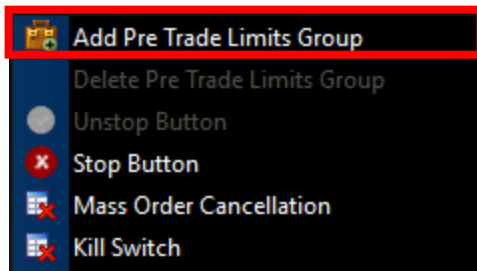 Add Pre Trade Limits Group
Delete Pre Trade Limits Group
Unstop Button
Stop Button
Mass Order Cancellation
Kill Switch